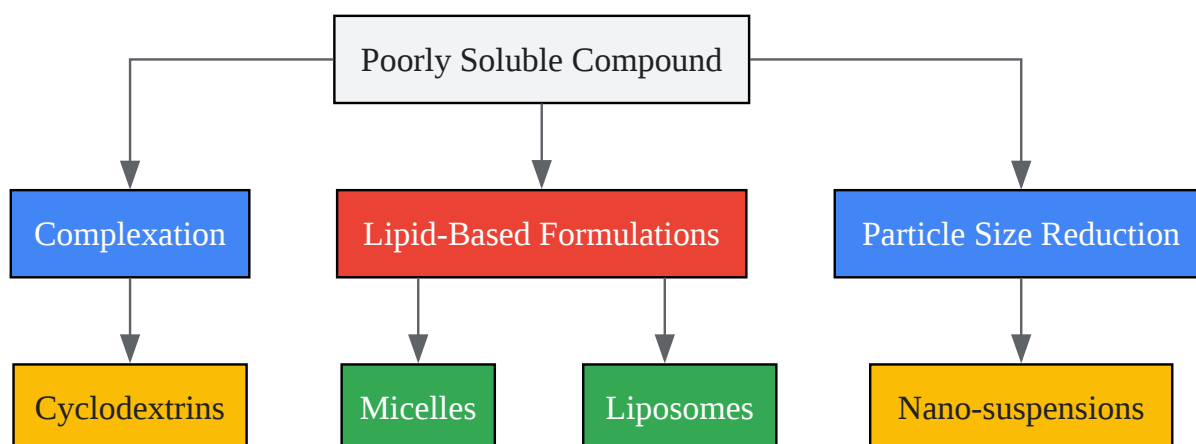 Poorly Soluble Compound
Complexation
Lipid-Based Formulations
Particle Size Reduction
Cyclodextrins
Micelles
Liposomes
Nano-suspensions